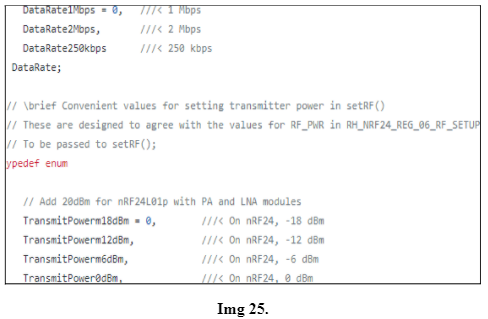 DataRate1Mbps = 0,   ///< 1 Mbps
DataRate2Mbps,       ///< 2 Mbps
DataRate250kbps      ///< 250 kbps
DataRate;
// \brief Convenient values for setting transmitter power in setRF()
// These are designed to agree with the values for RF_PWR in RH_NRF24_REG_06_RF_SETUP
// To be passed to setRF();
ypedef enum
// Add 20dBm for nRF24L01p with PA and LNA modules
TransmitPowerm18dBm = 0,       ///< On nRF24, -18 dBm
TransmitPowerm12dBm,           ///< On nRF24, -12 dBm
TransmitPowerm6dBm,            ///< On nRF24, -6 dBm
TransmitPower0dBm,             ///< On nRF24, 0 dBm
Img 25.